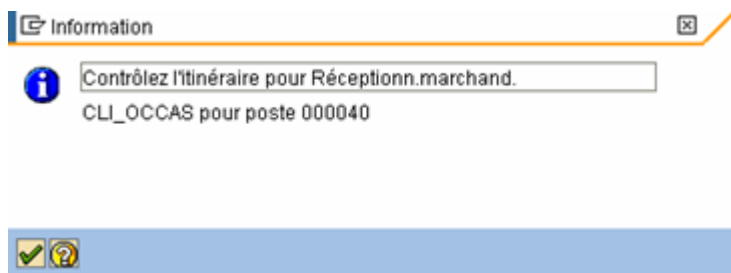 Information
Contrôlez l'itinéraire pour Réceptionn.marchand.
CLI_OCCAS pour poste 000040